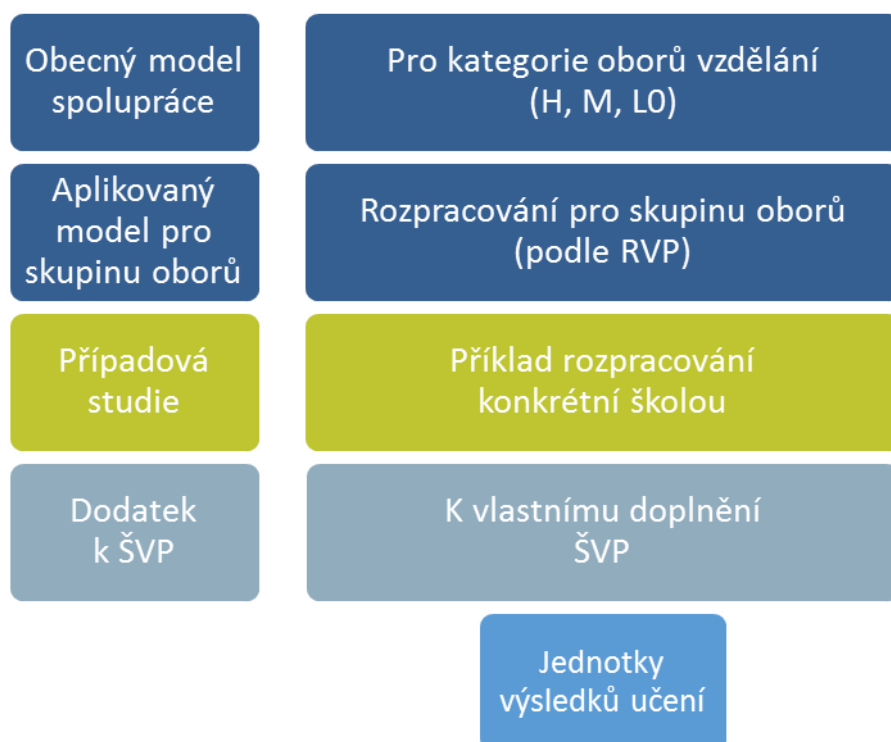 Obecný model
spolupráce
Pro kategorie oborů vzdělání
(H, M, L0)
Aplikovaný
model pro
skupinu oborů
Rozpracování pro skupinu oborů
(podle RVP)
Případová
studie
Příklad rozpracování
konkrétní školou
Dodatek
k ŠVP
K vlastnímu doplnění
ŠVP
Jednotky
výsledků učení